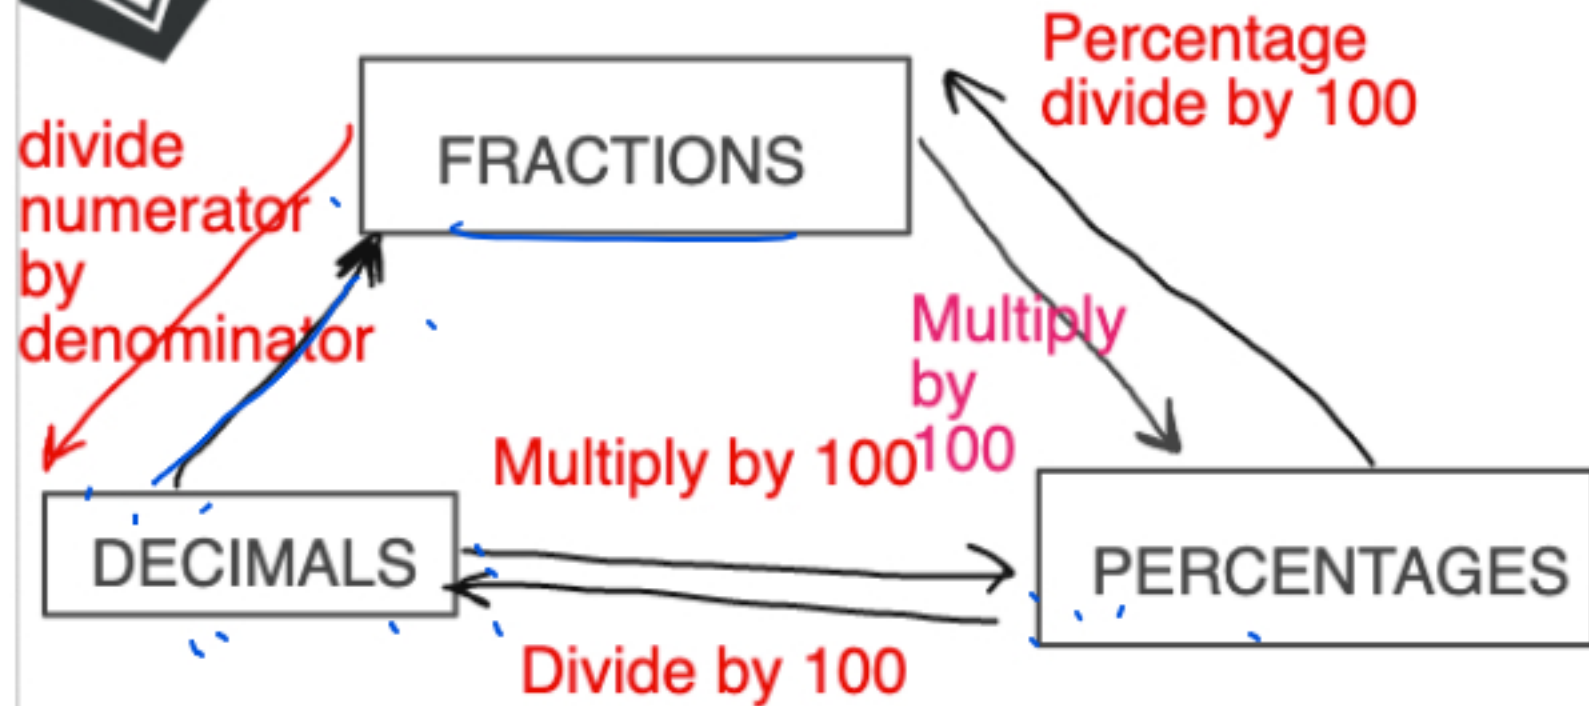 Percentage
divide by 100
divide
numerator
by
denominator
FRACTIONS
Multiply
by
100
Multiply by 100
DECIMALS
PERCENTAGES
Divide by 100